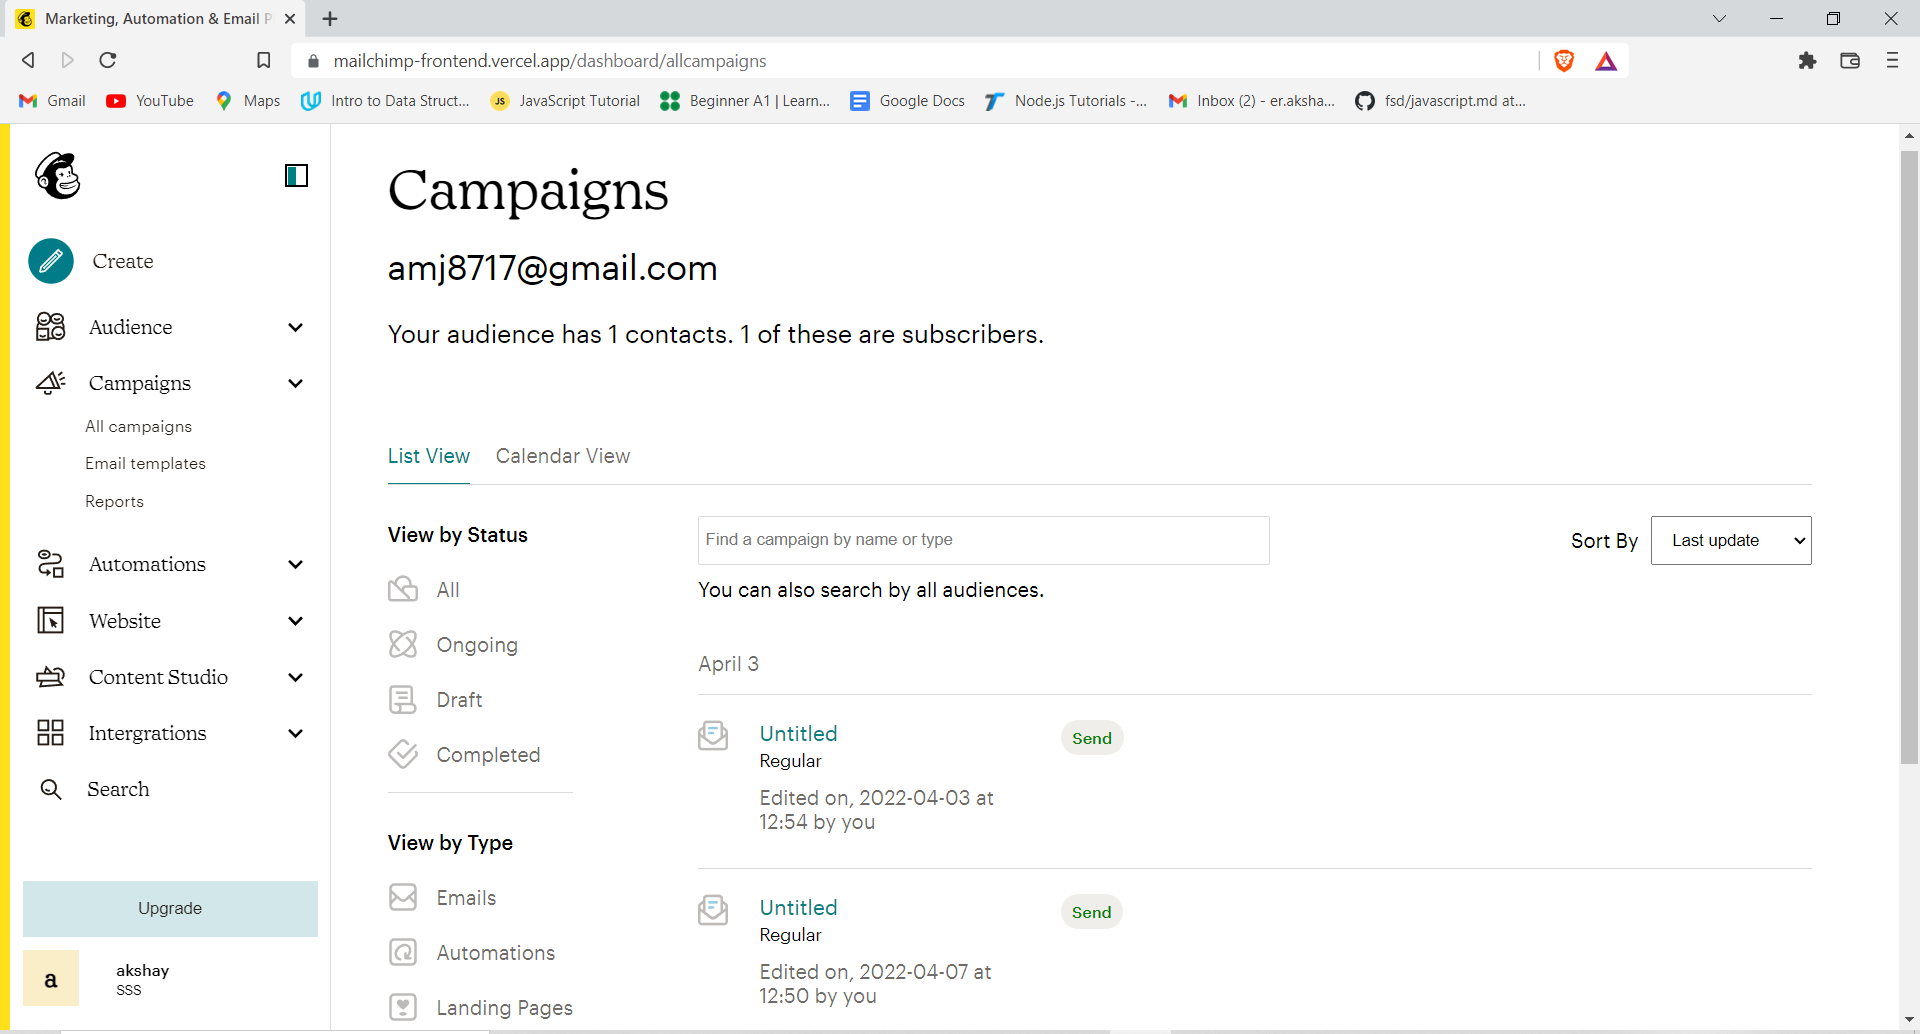 Marketing, Automation & Email P
mailchimp-frontend.vercel.app/dashboard/allcampaigns
Gmail
YouTube
Maps
Intro to Data Struct...
JS
JavaScript Tutorial
Beginner A1 | Learn...
Google Docs
Node.js Tutorials -...
Inbox (2) - er.aksha...
fsd/javascript.md at...
Create
Audience
Campaigns
All campaigns
Email templates
Reports
Automations
Website
Content Studio
Intergrations
Search
Upgrade
a
akshay
sss
Campaigns
amj8717@gmail.com
Your audience has 1 contacts. 1 of these are subscribers.
List View
Calendar View
View by Status
All
Ongoing
Draft
Completed
View by Type
Emails
Automations
Landing Pages
Find a campaign by name or type
Sort By
Last update
You can also search by all audiences.
April 3
Untitled
Send
Regular
Edited on, 2022-04-03 at
12:54 by you
Untitled
Send
Regular
Edited on, 2022-04-07 at
12:50 by you